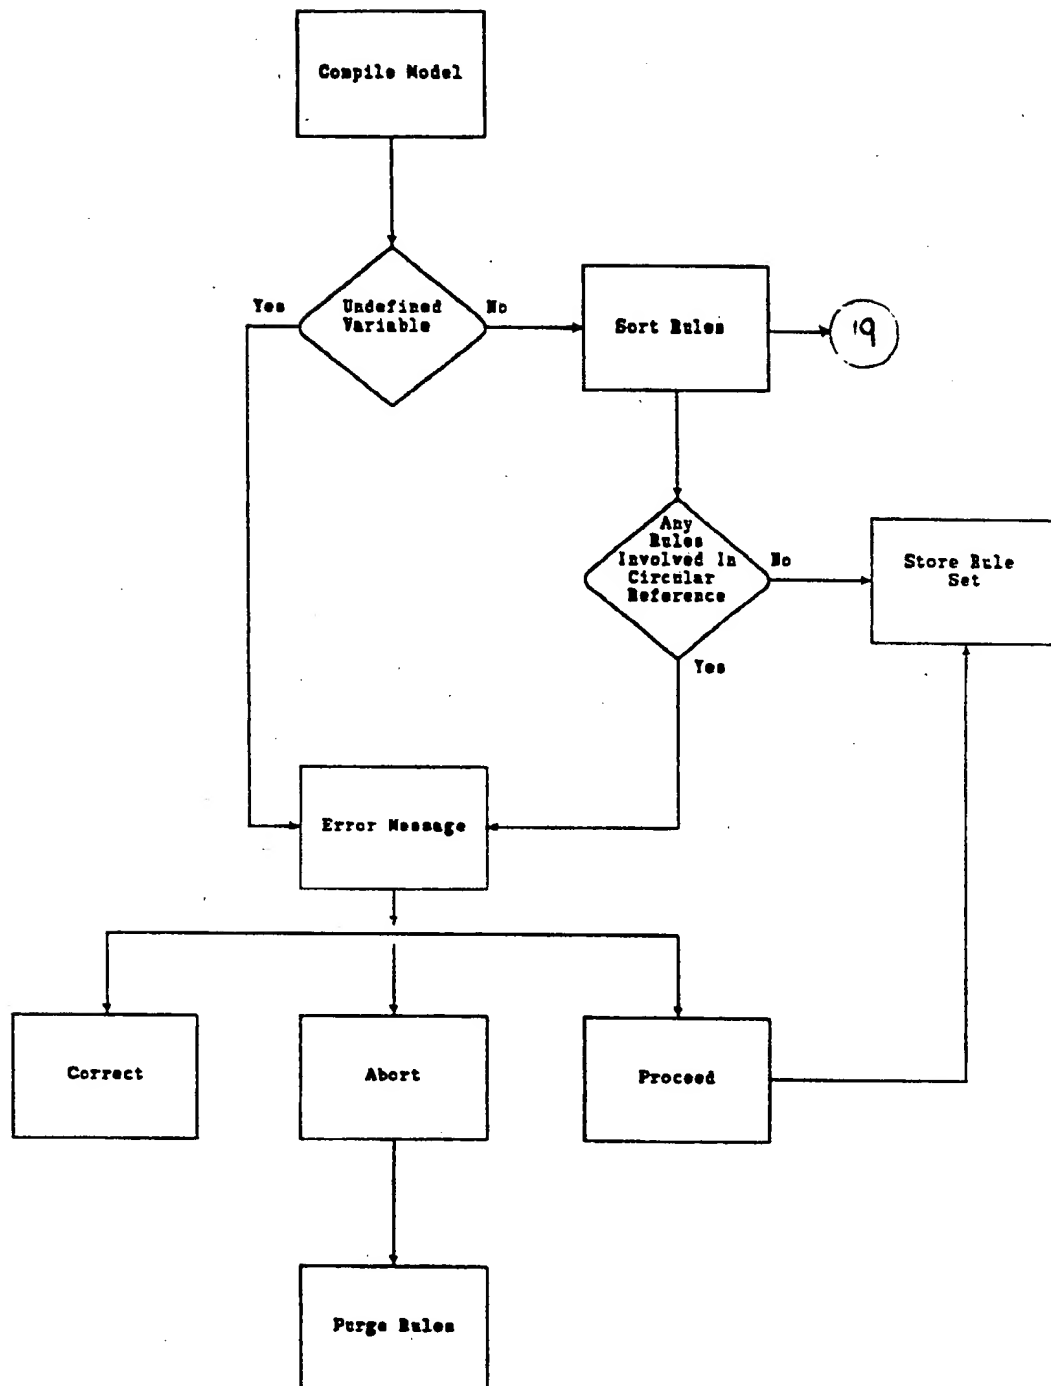 Compile Model
Yes
Undefined
Variable
No
Sort Rules
19
Any
Rules
Involved In
Circular
Reference
No
Store Rule
Set
Yes
Error Message
Correct
Abort
Proceed
Purge Rules